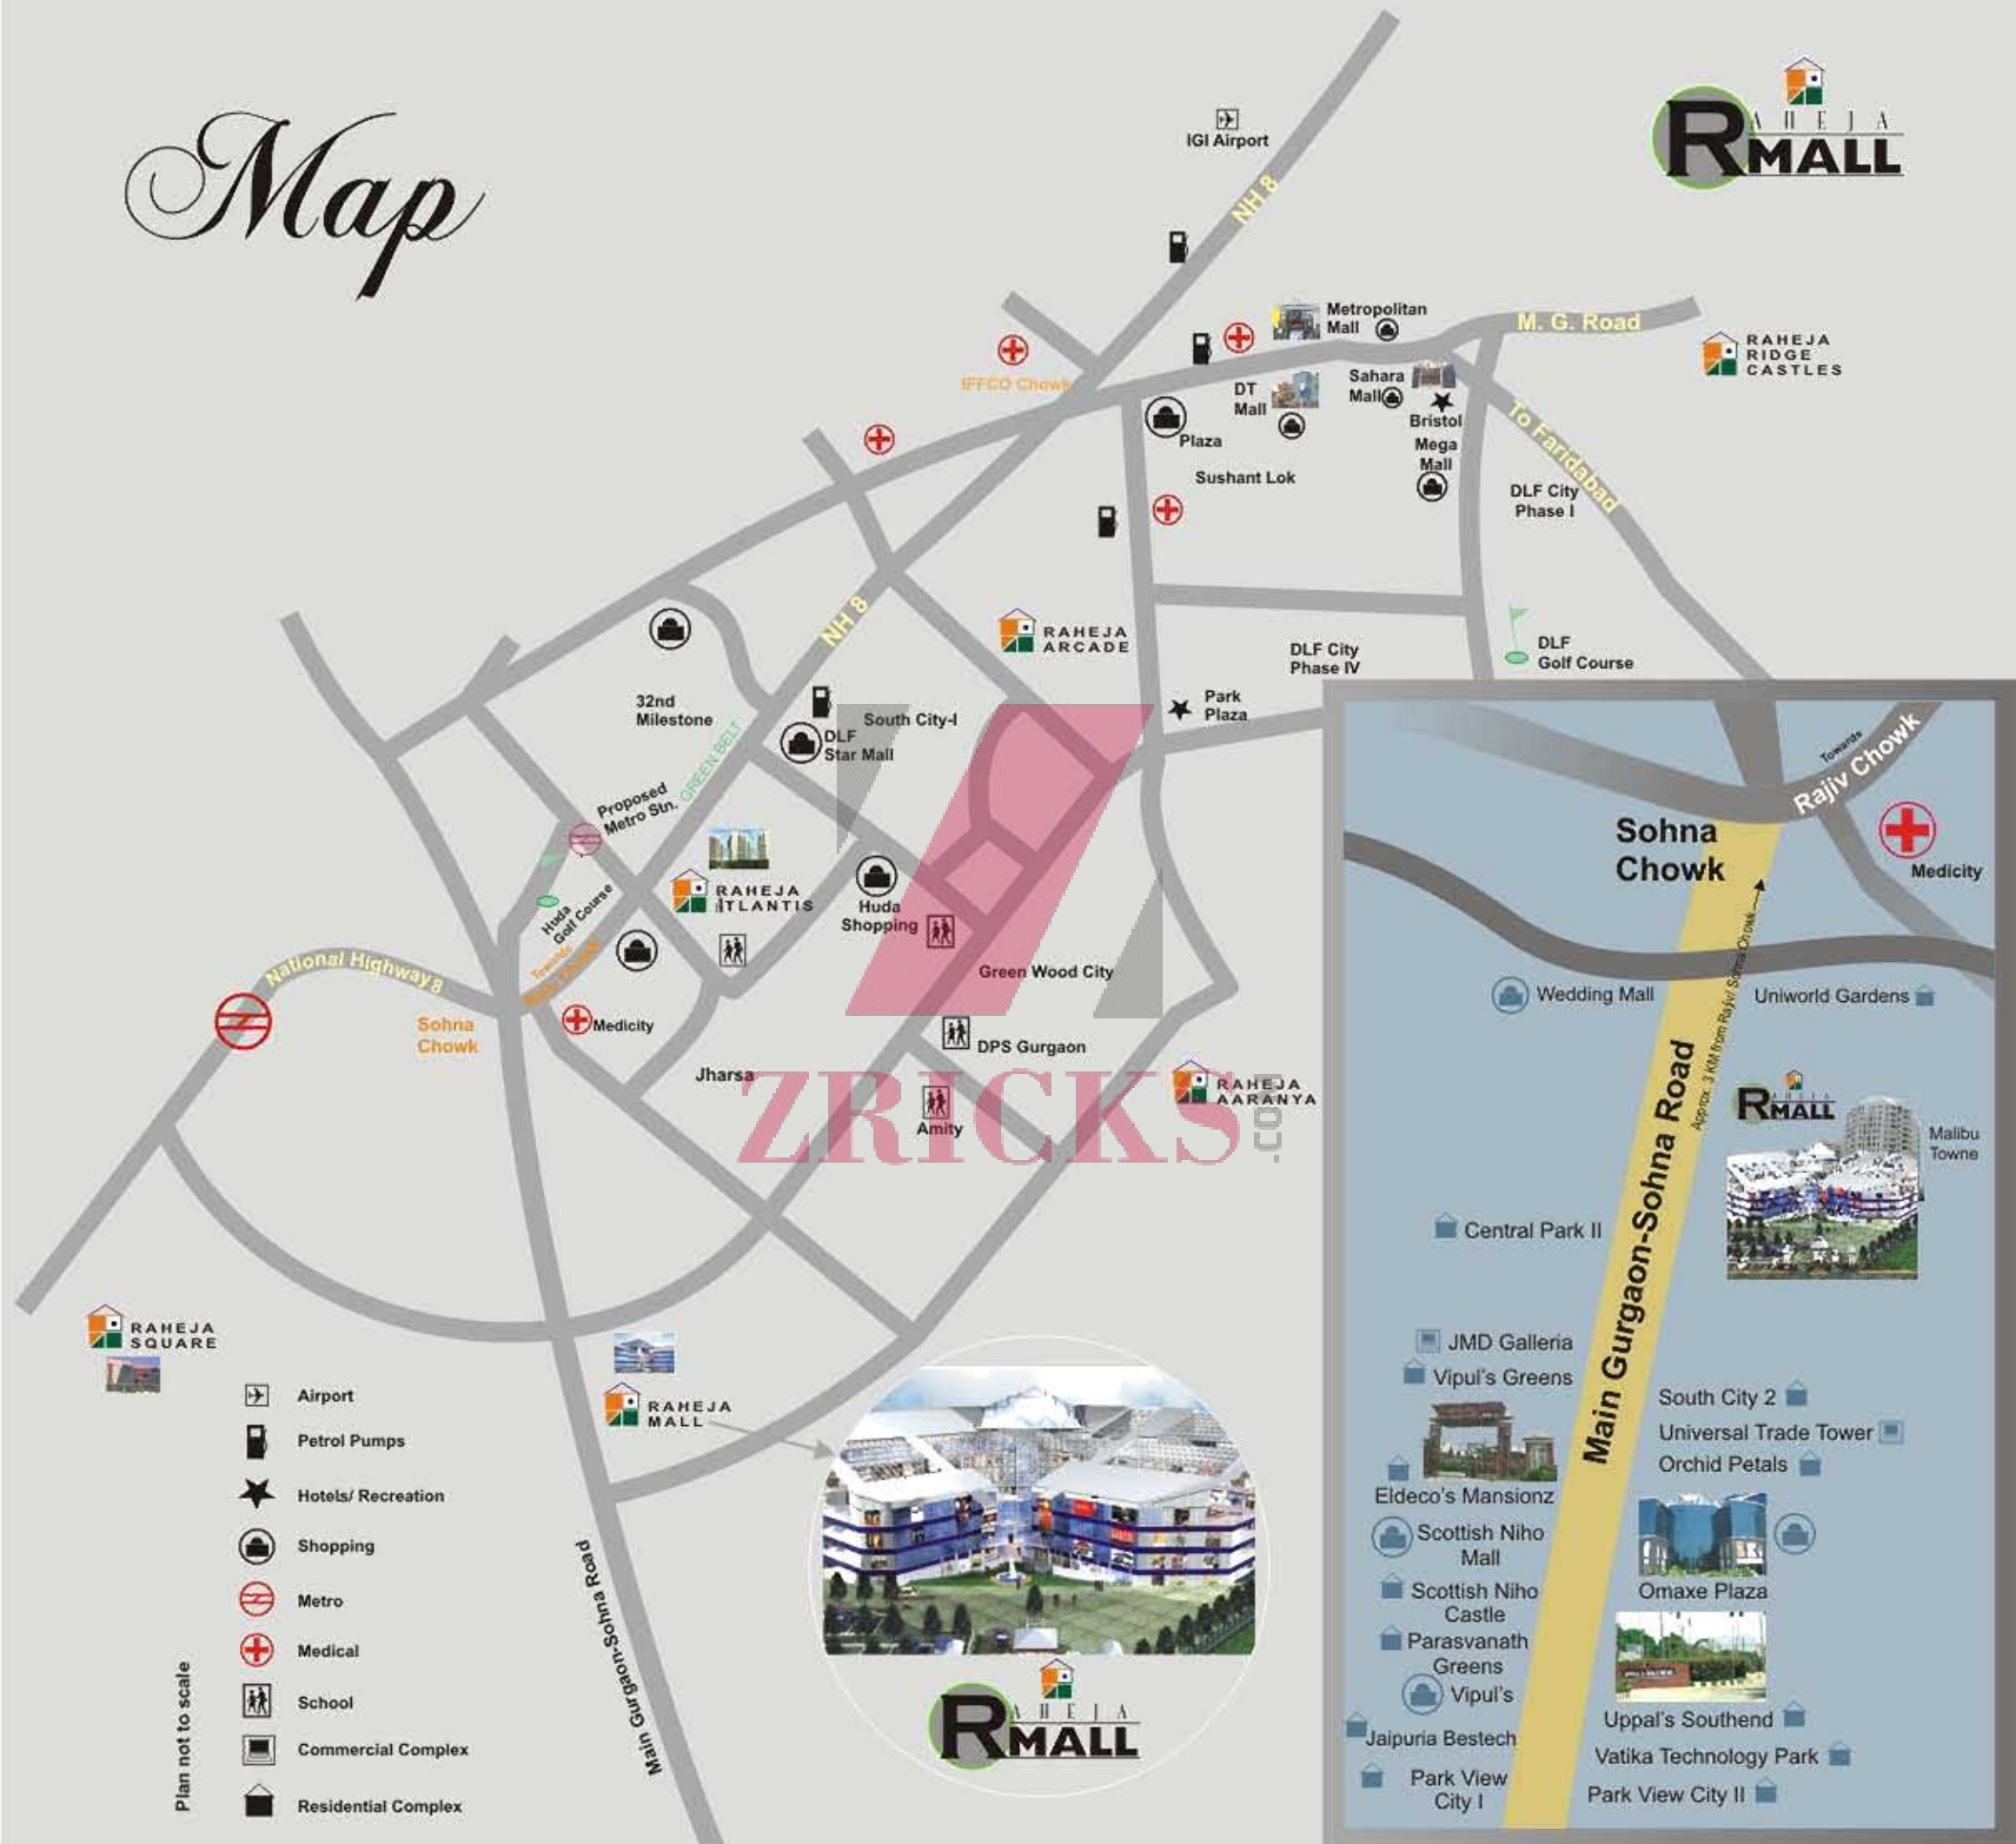 Map
RAHEJA
MALL
IGI Airport
NH 8
Metropolitan
Mall
M. G. Road
RAHEJA
RIDGE
CASTLES
IFFCO Chowk
DT
Mall
Sahara
Mall
Bristol
Mega
Mall
Plaza
Sushant Lok
To Faridabad
DLF City
Phase I
NH 8
RAHEJA
ARCADE
DLF City
Phase IV
DLF
Golf Course
32nd
Milestone
South City-I
Park
Plaza
DLF
Star Mall
GREEN BELT
Proposed
Metro Stn.
RAHEJA
ATLANTIS
Huda
Shopping
Huda
Golf Course
Towards
National Highway 8
Green Wood City
Sohna
Chowk
Medicity
DPS Gurgaon
Jharsa
Amity
RAHEJA
AARANYA
ZRICKS
.com
RAHEJA
SQUARE
RAHEJA
MALL
Airport
Petrol Pumps
Hotels/ Recreation
Shopping
Metro
Medical
School
Commercial Complex
Residential Complex
Plan not to scale
Main Gurgaon-Sohna Road
RAHEJA
MALL
Towards
Rajiv Chowk
Sohna
Chowk
Medicity
Wedding Mall
Uniworld Gardens
Approx. 3 KM from Rajiv/ Sohna Chowk
Main Gurgaon-Sohna Road
RAHEJA
MALL
Malibu
Towne
Central Park II
JMD Galleria
Vipul's Greens
South City 2
Universal Trade Tower
Orchid Petals
Eldeco's Mansionz
Scottish Niho
Mall
Omaxe Plaza
Scottish Niho
Castle
Parasvanath
Greens
Vipul's
Uppal's Southend
Jaipuria Bestech
Vatika Technology Park
Park View
City I
Park View City II